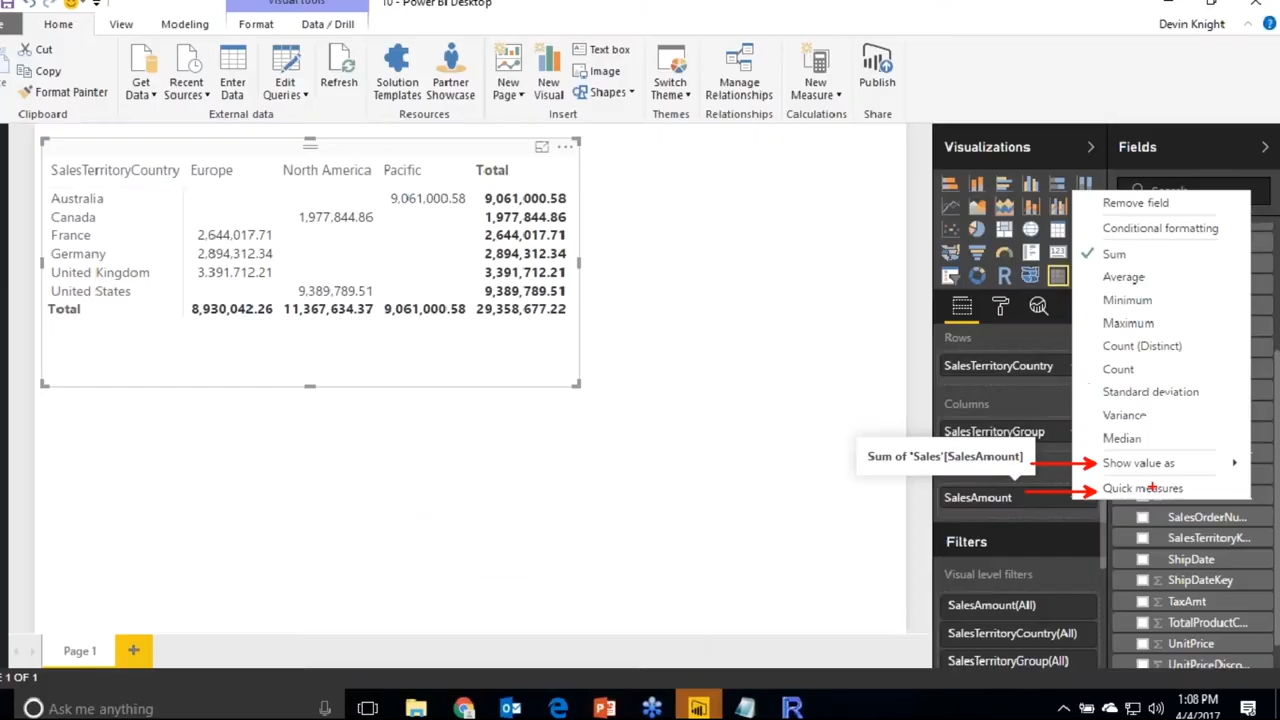 Visual tools
10 - Power BI Desktop
Home View Modeling Format Data / Drill
Devin Knight
Cut
Copy
Format Painter
Clipboard
Get Data
Recent Sources
Enter Data
Edit Queries
Refresh
External data
Solution Templates
Partner Showcase
Resources
New Page
New Visual
Text box
Image
Shapes
Insert
Switch Theme
Themes
Manage Relationships
Relationships
New Measure
Calculations
Publish
Share
SalesTerritoryCountry Europe North America Pacific Total
Australia 9,061,000.58 9,061,000.58
Canada 1,977,844.86 1,977,844.86
France 2,644,017.71 2,644,017.71
Germany 2,894,312.34 2,894,312.34
United Kingdom 3,391,712.21 3,391,712.21
United States 9,389,789.51 9,389,789.51
Total 8,930,042.26 11,367,634.37 9,061,000.58 29,358,677.22
Visualizations
123
R
Rows
SalesTerritoryCountry
Columns
SalesTerritoryGroup
Sum of 'Sales'[SalesAmount]
SalesAmount
Filters
Visual level filters
SalesAmount(All)
SalesTerritoryCountry(All)
SalesTerritoryGroup(All)
Fields
Search
Remove field
Conditional formatting
Sum
Average
Minimum
Maximum
Count (Distinct)
Count
Standard deviation
Variance
Median
Show value as
Quick measures
SalesOrderNu...
SalesTerritoryK...
ShipDate
ShipDateKey
TaxAmt
TotalProductC...
UnitPrice
UnitPriceDisco...
Page 1
E 1 OF 1
Ask me anything
R
1:08 PM
4/4/2017